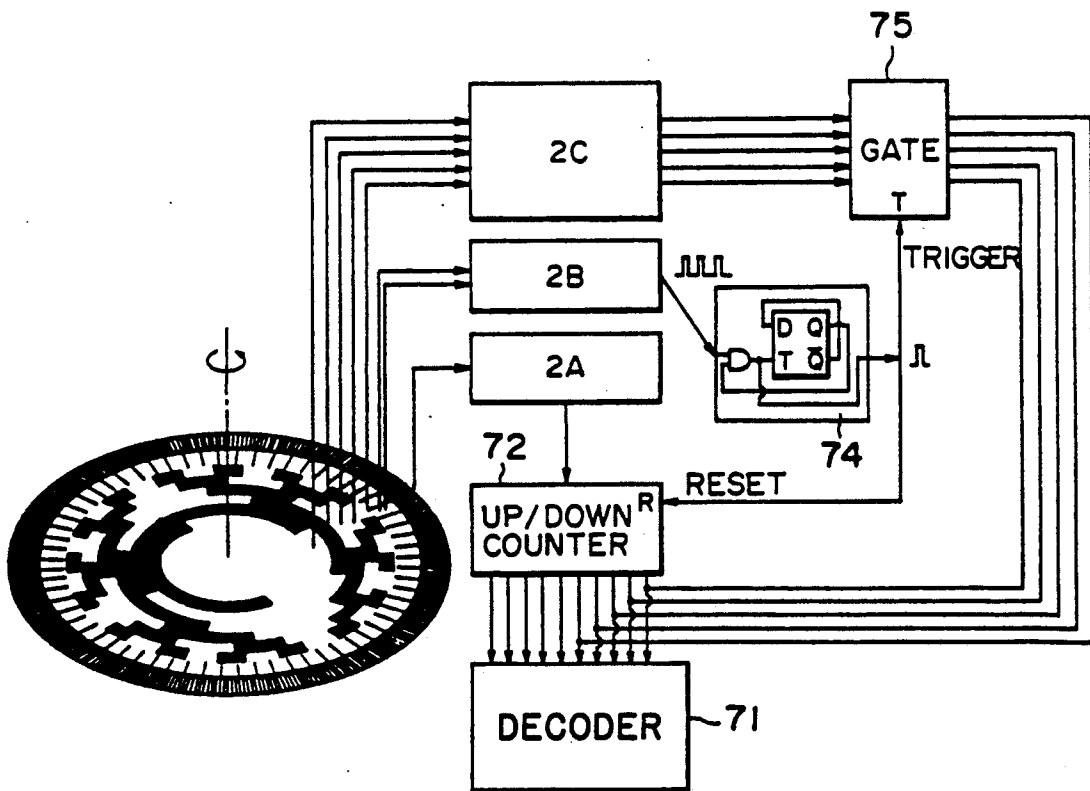 75
2C
GATE
T
TRIGGER
2B
2A
D Q
T Q̅
74
72
RESET
R
UP/DOWN
COUNTER
DECODER
71